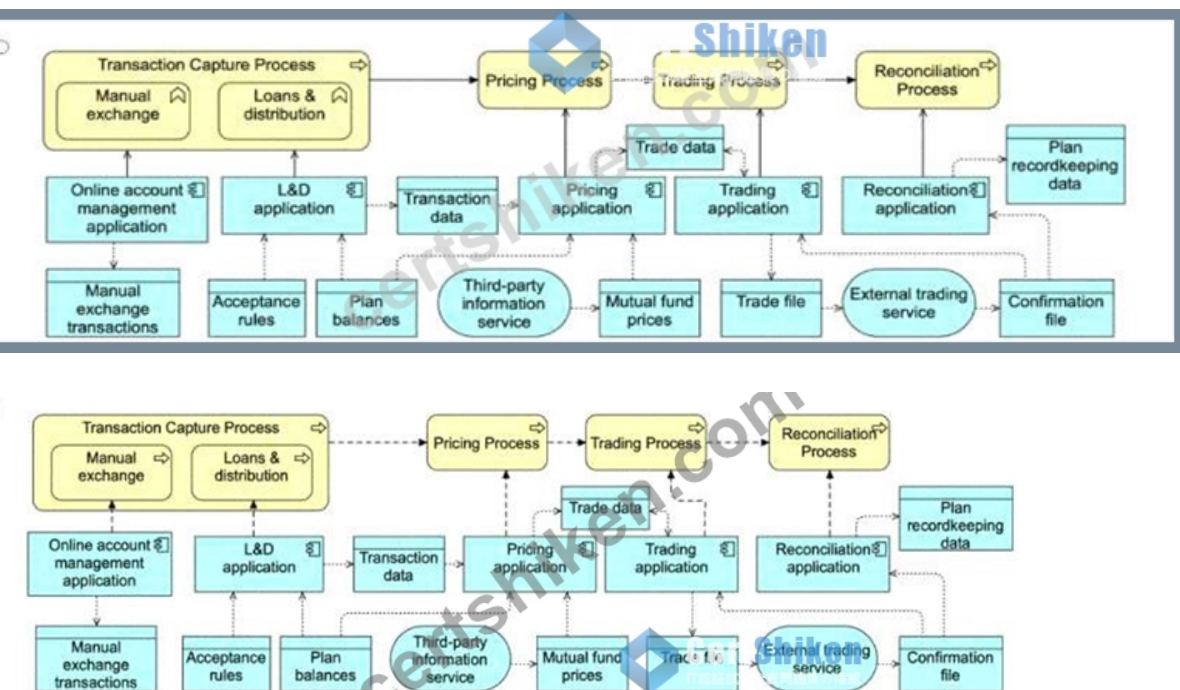 Shiken
Transaction Capture Process
Manual
exchange
Loans &
distribution
Pricing Process
Trading Process
Reconciliation
Process
Trade data
Plan
recordkeeping
data
Online account
management
application
L&D
application
Transaction
data
Pricing
application
Trading
application
Reconciliation
application
Manual
exchange
transactions
Acceptance
rules
Plan
balances
Third-party
information
service
Mutual fund
prices
Trade file
External trading
service
Confirmation
file
certshiken.com
Transaction Capture Process
Manual
exchange
Loans &
distribution
Pricing Process
Trading Process
Reconciliation
Process
Trade data
Plan
recordkeeping
data
Online account
management
application
L&D
application
Transaction
data
Pricing
application
Trading
application
Reconciliation
application
Manual
exchange
transactions
Acceptance
rules
Plan
balances
Third-party
information
service
Mutual fund
prices
External trading
service
Confirmation
file
certshiken.com
Shiken